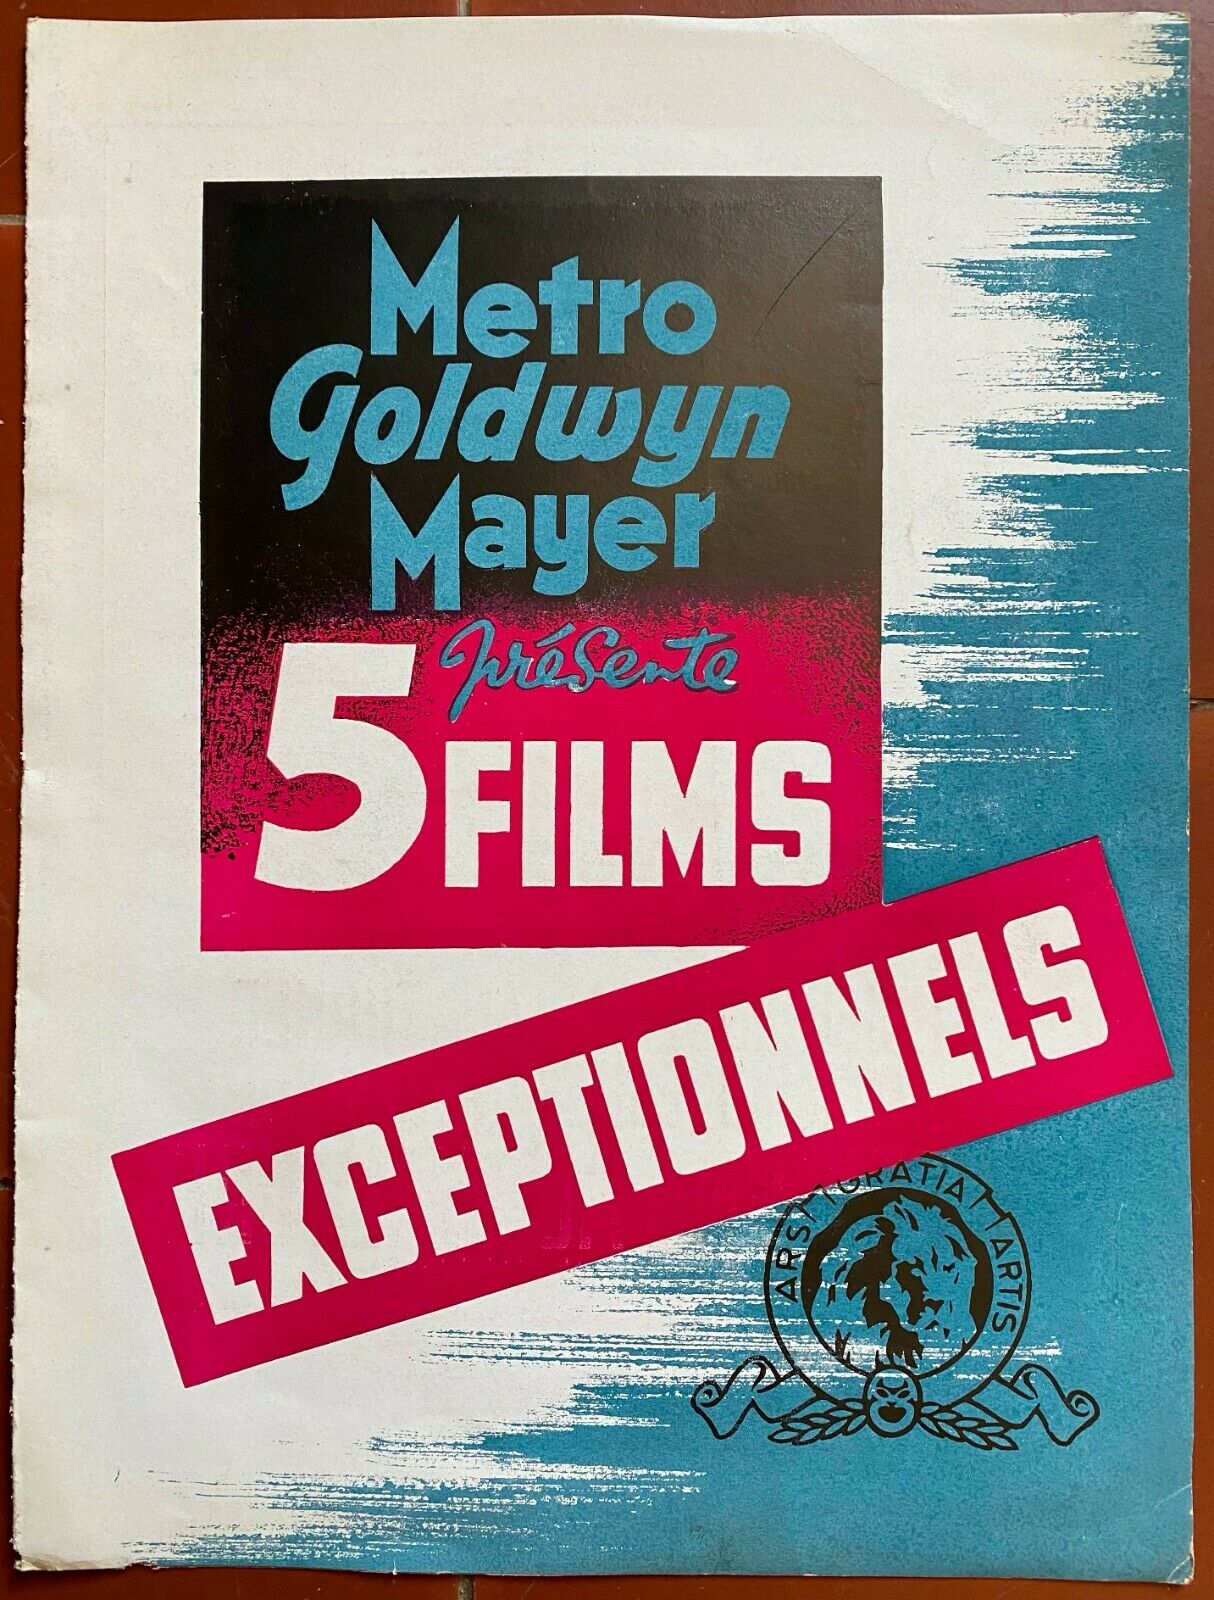 Metro
Goldwyn
Mayer
préSente
5 FILMS
EXCEPTIONNELS
ARS GRATIA ARTIS